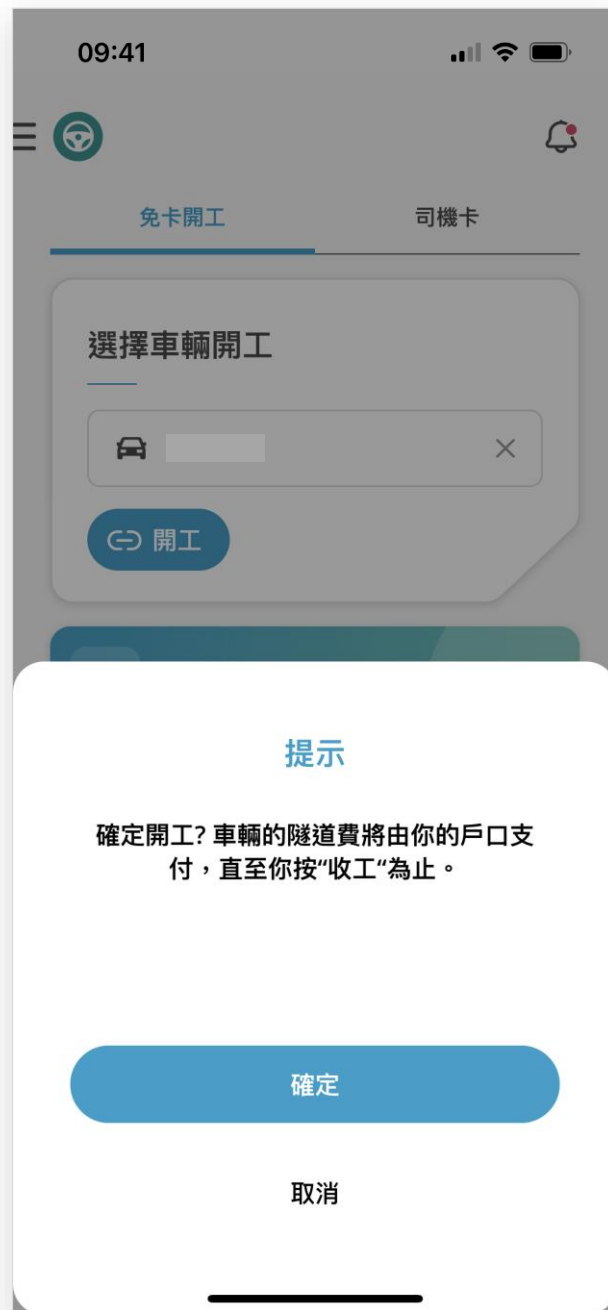 09:41
免卡開工
司機卡
選擇車輛開工
開工
提示
確定開工? 車輛的隧道費將由你的戶口支
付，直至你按“收工“為止。
確定
取消